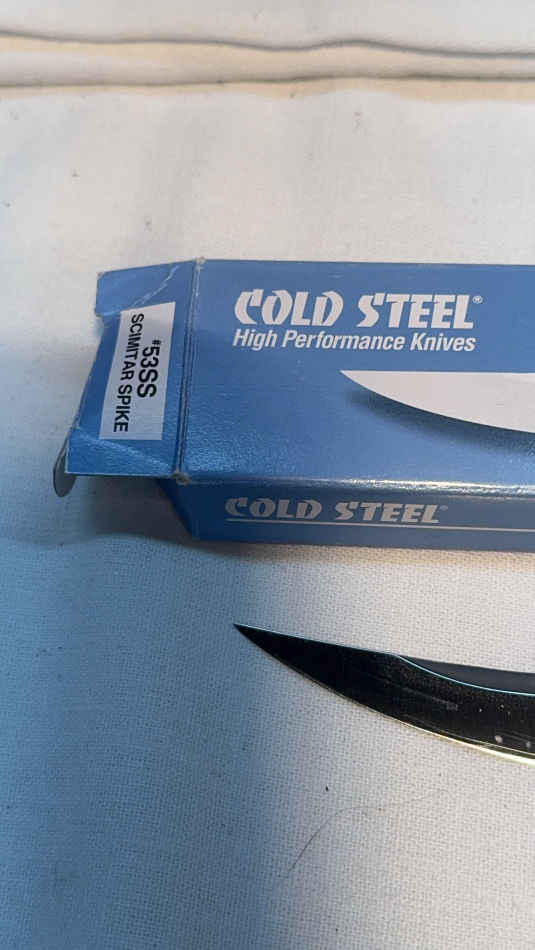 COLD STEEL®
High Performance Knives
#53SS
SCIMITAR SPIKE
COLD STEEL®